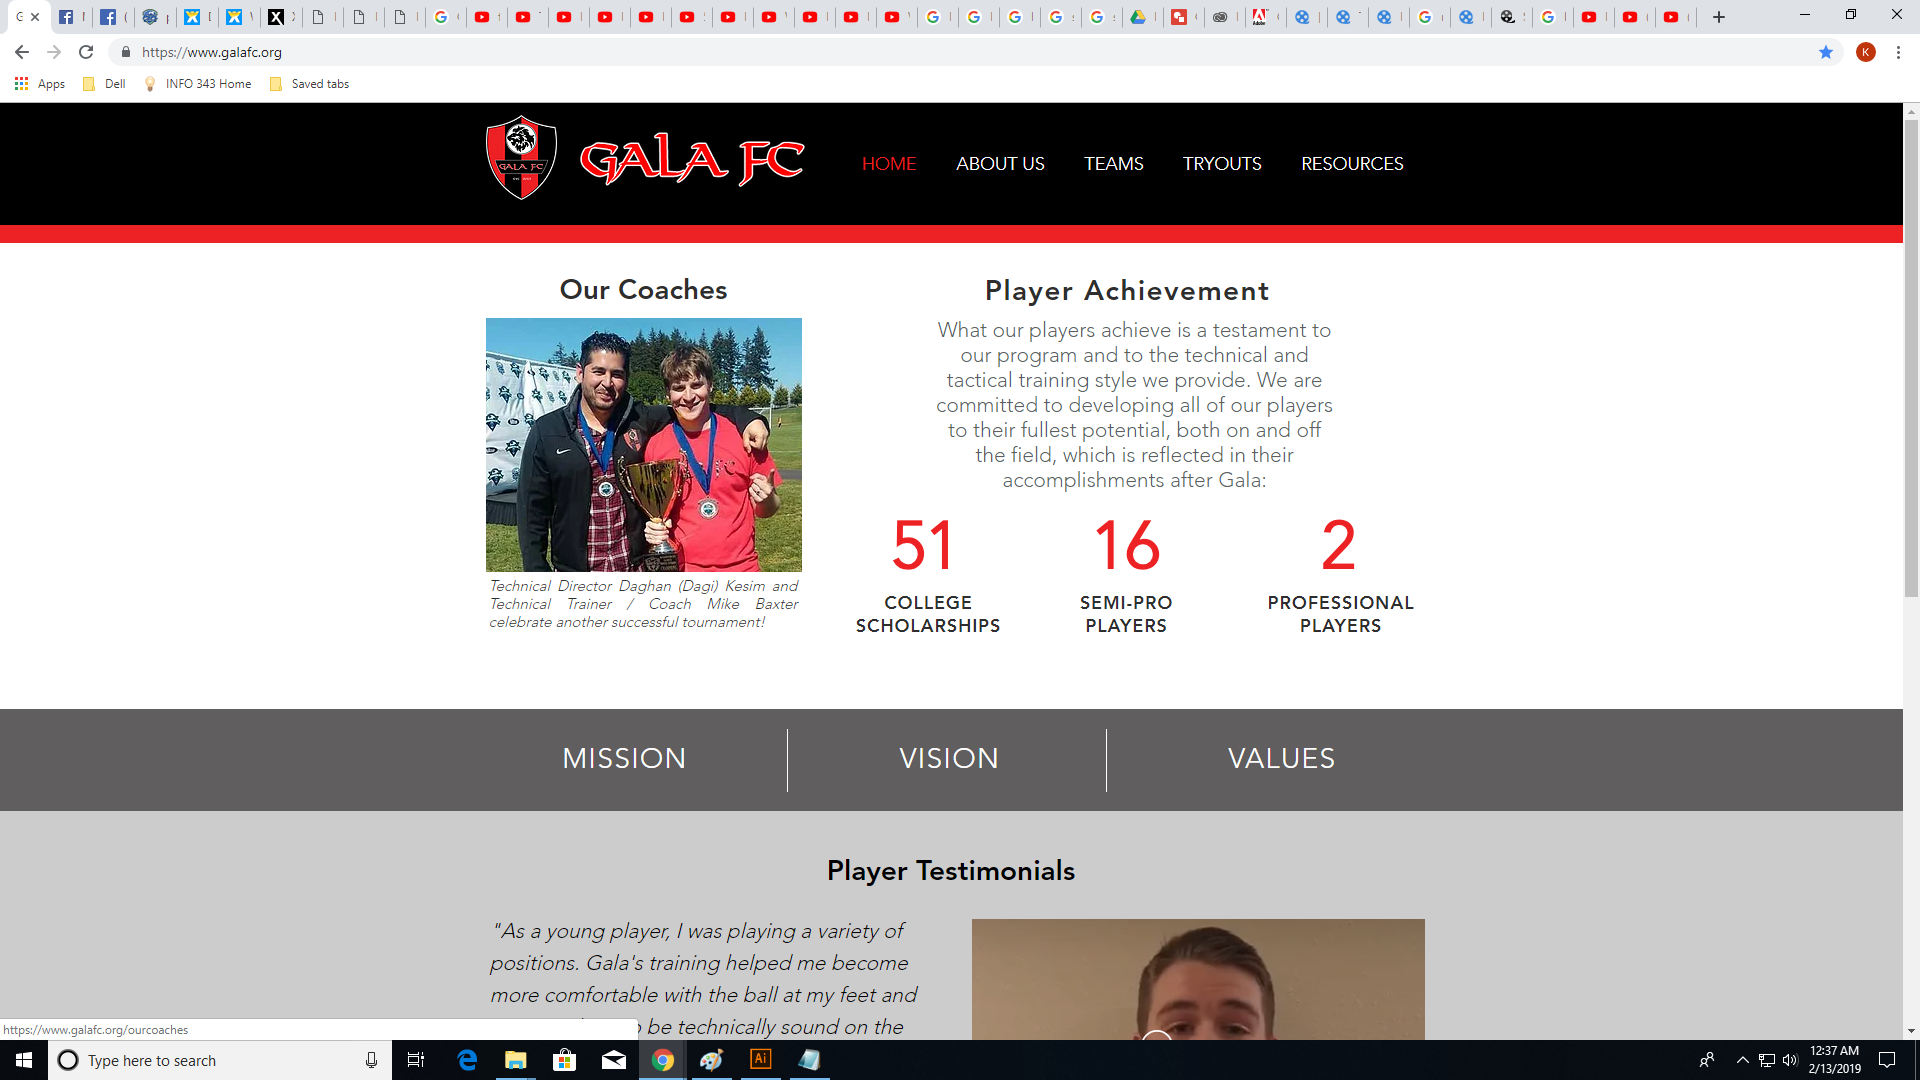 https://www.galafc.org
Apps
Dell
INFO 343 Home
Saved tabs
GALA FC
GALA FC
HOME
ABOUT US
TEAMS
TRYOUTS
RESOURCES
Our Coaches
Technical Director Daghan (Dagi) Kesim and
Technical Trainer / Coach Mike Baxter
celebrate another successful tournament!
Player Achievement
What our players achieve is a testament to
our program and to the technical and
tactical training style we provide. We are
committed to developing all of our players
to their fullest potential, both on and off
the field, which is reflected in their
accomplishments after Gala:
51
COLLEGE
SCHOLARSHIPS
16
SEMI-PRO
PLAYERS
2
PROFESSIONAL
PLAYERS
MISSION
VISION
VALUES
Player Testimonials
"As a young player, I was playing a variety of
positions. Gala's training helped me become
more comfortable with the ball at my feet and
be technically sound on the
https://www.galafc.org/ourcoaches
Type here to search
Ai
12:37 AM
2/13/2019